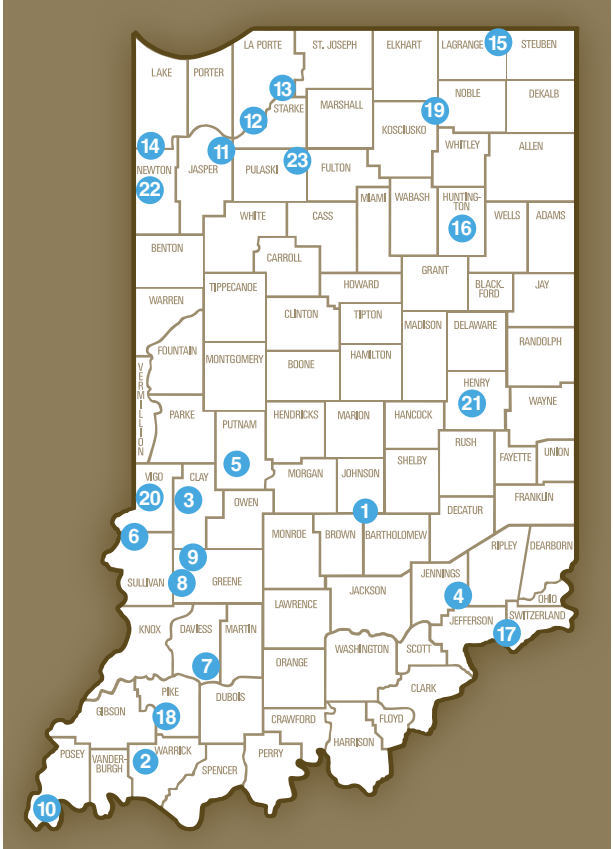 LA PORTE
ST. JOSEPH
ELKHART
LAGRANGE
15
STEUBEN
LAKE
PORTER
13
STARKE
MARSHALL
NOBLE
DEKALB
12
19
KOSCIUSKO
14
11
WHITLEY
ALLEN
NEWTON
JASPER
PULASKI
23
FULTON
22
MIAMI
WABASH
HUNTING-
TON
16
WELLS
ADAMS
WHITE
CASS
BENTON
CARROLL
GRANT
TIPPECANOE
HOWARD
BLACK-
FORD
JAY
WARREN
CLINTON
TIPTON
MADISON
DELAWARE
RANDOLPH
FOUNTAIN
MONTGOMERY
BOONE
HAMILTON
VERMILLION
HENRY
21
WAYNE
PARKE
PUTNAM
HENDRICKS
MARION
HANCOCK
RUSH
FAYETTE
UNION
5
VIGO
CLAY
MORGAN
JOHNSON
SHELBY
20
3
OWEN
1
DECATUR
FRANKLIN
6
MONROE
BROWN
BARTHOLOMEW
RIPLEY
DEARBORN
9
SULLIVAN
8
GREENE
JENNINGS
4
JACKSON
OHIO
LAWRENCE
JEFFERSON
SWITZERLAND
17
KNOX
DAVIESS
MARTIN
WASHINGTON
SCOTT
7
ORANGE
PIKE
DUBOIS
CLARK
GIBSON
18
CRAWFORD
FLOYD
HARRISON
POSEY
VANDER-
BURGH
2
WARRICK
PERRY
SPENCER
10